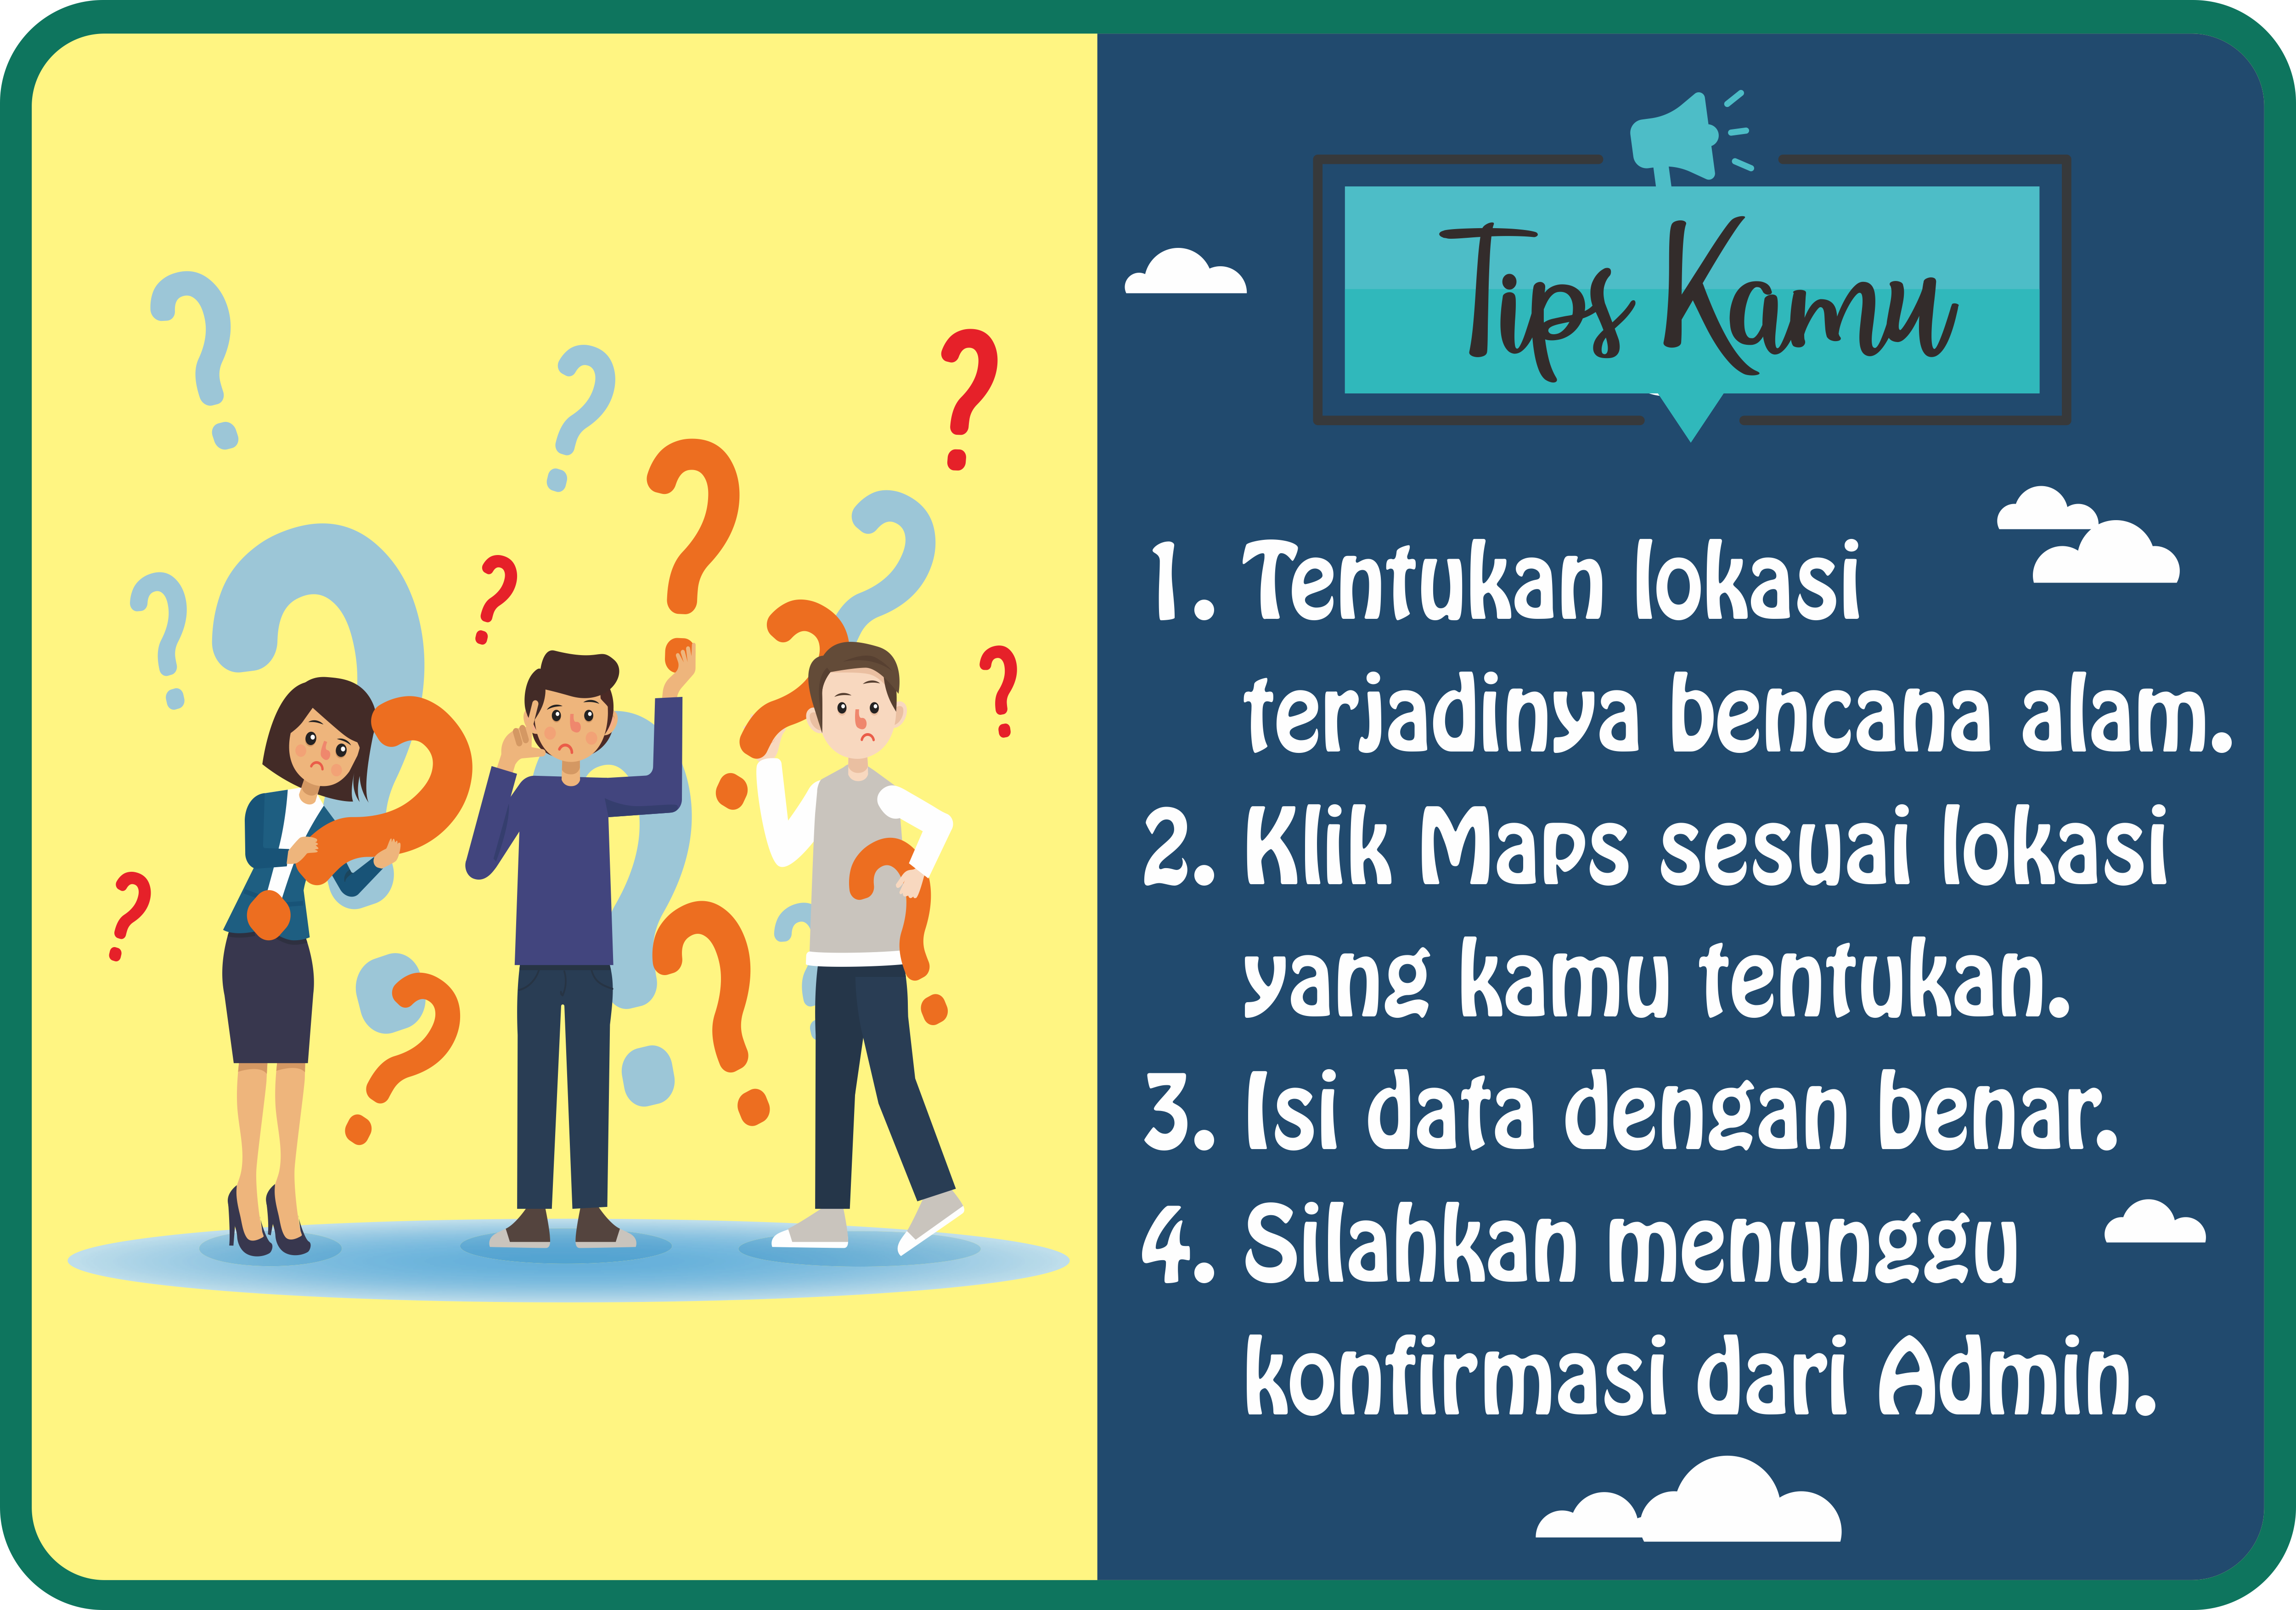 Tips Kamu
1. Tentukan lokasi
terjadinya bencana alam.
2. Klik Maps sesuai lokasi
yang kamu tentukan.
3. Isi data dengan benar.
4. Silahkan menunggu
konfirmasi dari Admin.